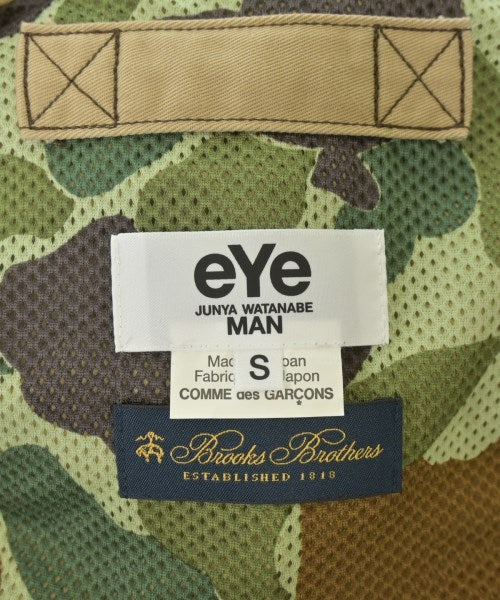 eYe
JUNYA WATANABE
MAN
S
COMME des GARÇONS
Brooks Brothers
ESTABLISHED 1818